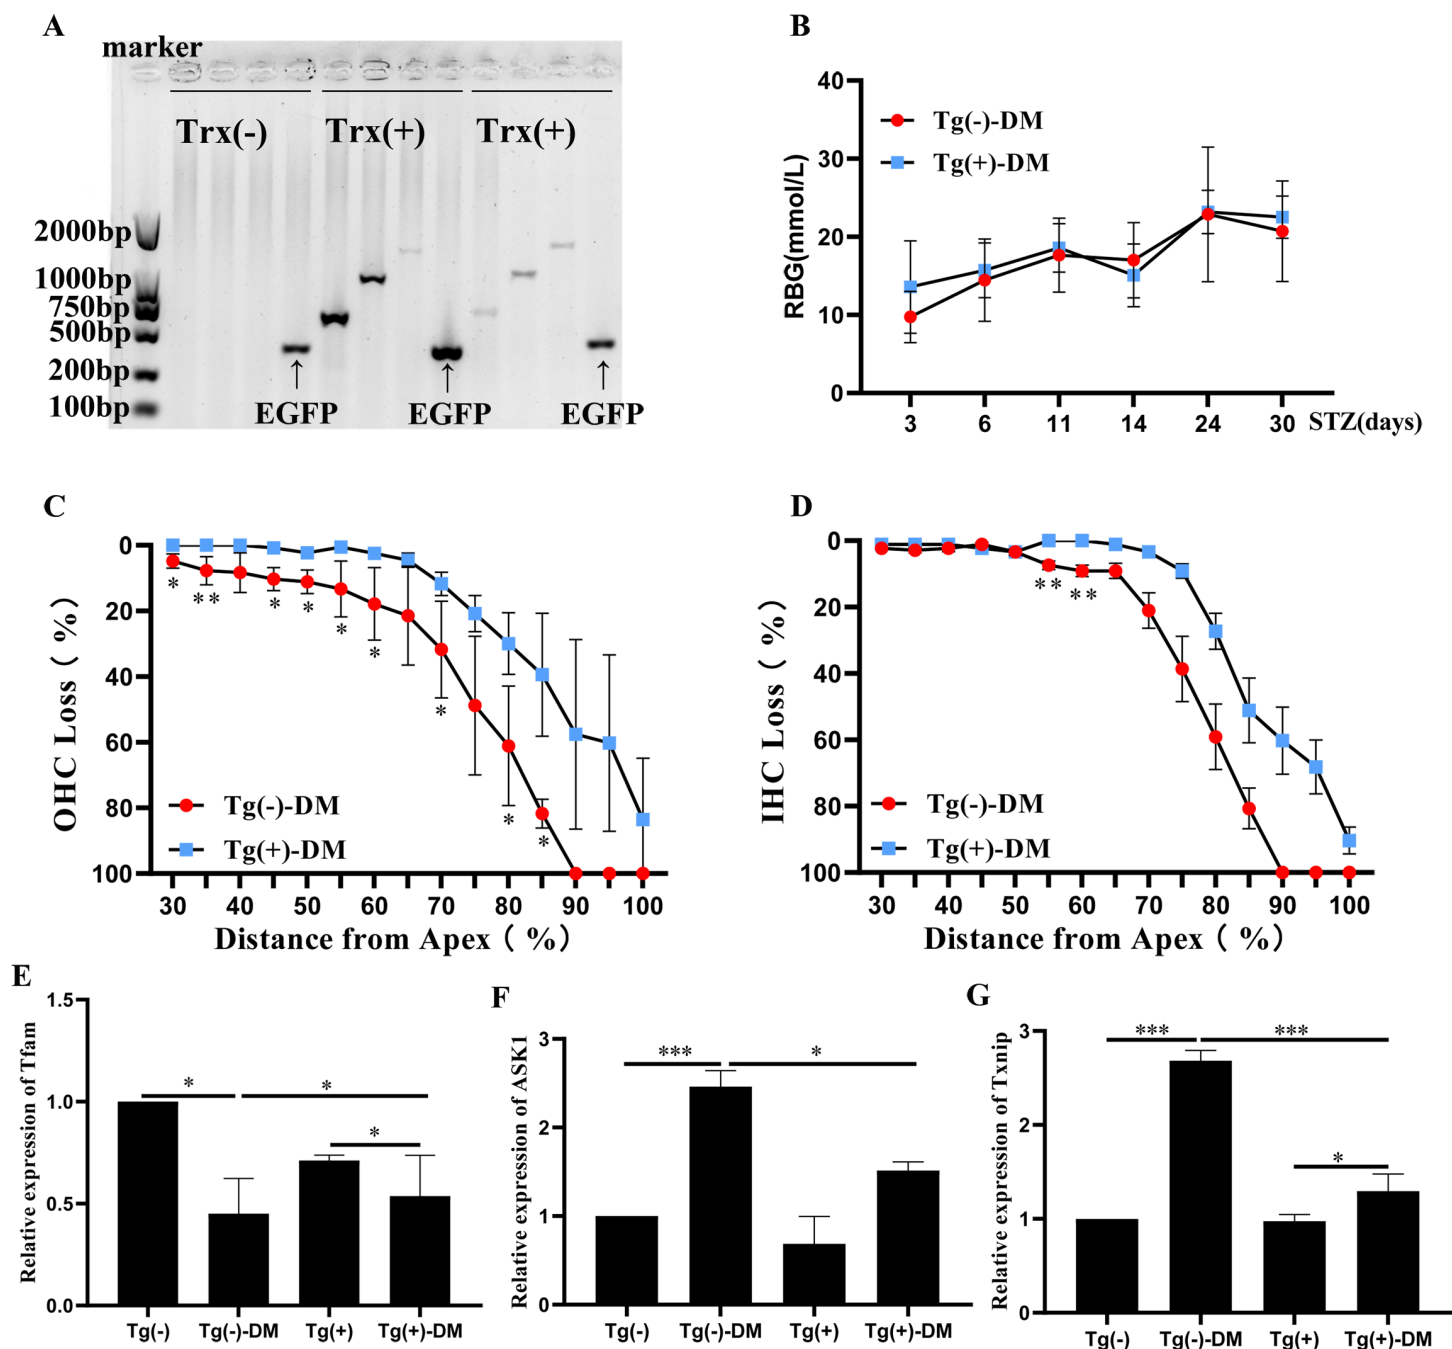 A
marker
Trx(-) Trx(+) Trx(+)
2000bp
1000bp
750bp
500bp
200bp
100bp
EGFP EGFP EGFP
B
RBG(mmol/L)
40
30
20
10
0
Tg(-)-DM
Tg(+)-DM
3 6 11 14 24 30 STZ(days)
C
OHC Loss ( %)
0
20
40
60
80
100
* ** * * * * * * *
Tg(-)-DM
Tg(+)-DM
30 40 50 60 70 80 90 100
Distance from Apex ( %)
D
IHC Loss ( %)
0
20
40
60
80
100
** **
Tg(-)-DM
Tg(+)-DM
30 40 50 60 70 80 90 100
Distance from Apex ( %)
E
Relative expression of Tfam
1.5
1.0
0.5
0.0
* * *
Tg(-) Tg(-)-DM Tg(+) Tg(+)-DM
F
Relative expression of ASK1
3
2
1
0
*** *
Tg(-) Tg(-)-DM Tg(+) Tg(+)-DM
G
Relative expression of Txnip
3
2
1
0
*** *** *
Tg(-) Tg(-)-DM Tg(+) Tg(+)-DM